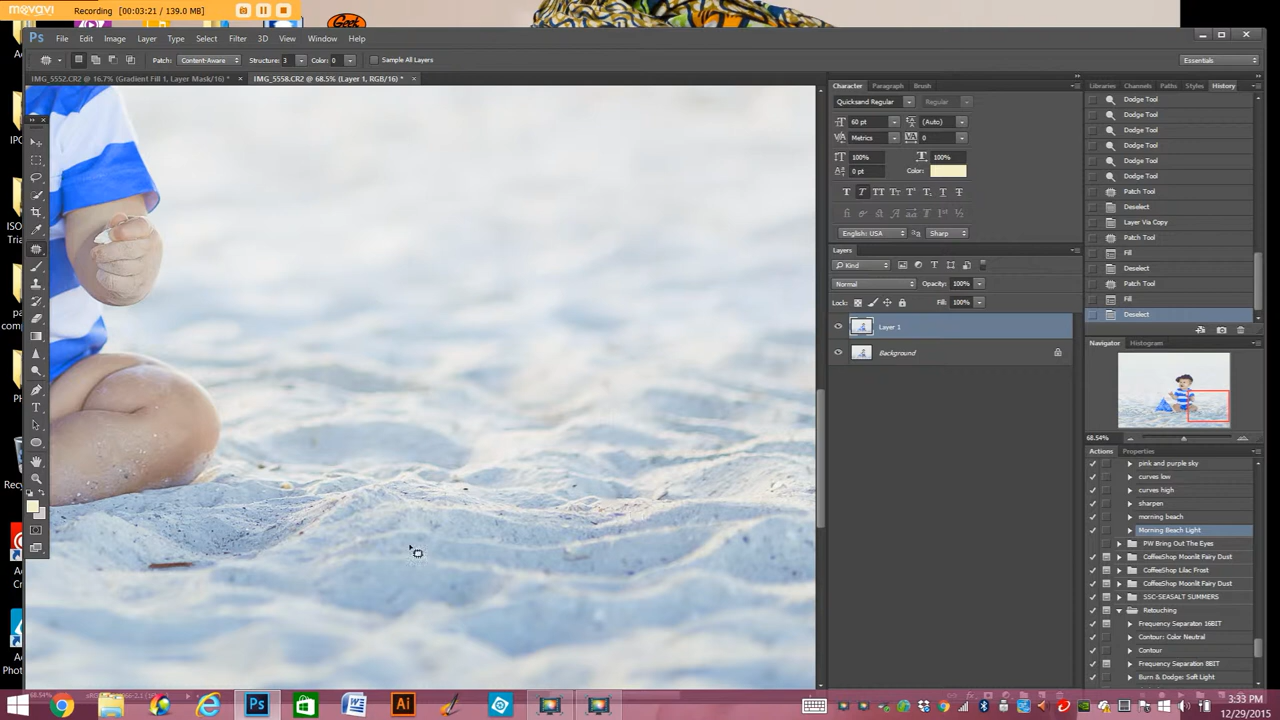 movavi Recording (00:03:21 / 139.0 MB)
Geek
Ps File Edit Image Layer Type Select Filter 3D View Window Help
Patch: Content-Aware Structure: 3 Color: 0 Sample All Layers Essentials
IMG_5552.CR2 @ 16.7% (Gradient Fill 1, Layer Mask/16) * × IMG_5558.CR2 @ 68.5% (Layer 1, RGB/16) * ×
Character Paragraph Brush
Libraries Channels Paths Styles History
Quicksand Regular Regular
60 pt (Auto)
Metrics 0
100% 100%
0 pt Color:
English: USA Sharp
Dodge Tool
Dodge Tool
Dodge Tool
Dodge Tool
Dodge Tool
Dodge Tool
Patch Tool
Deselect
Layer Via Copy
Patch Tool
Fill
Deselect
Patch Tool
Fill
Deselect
Layers
Kind
Normal Opacity: 100%
Lock: Fill: 100%
Layer 1
Background
Navigator Histogram
68.54%
Actions Properties
pink and purple sky
curves low
curves high
sharpen
morning beach
Morning Beach Light
PW Bring Out The Eyes
CoffeeShop Moonlit Fairy Dust
CoffeeShop Lilac Frost
CoffeeShop Moonlit Fairy Dust
SSC-SEASALT SUMMERS
Retouching
Frequency Separaton 16BIT
Contour: Color Neutral
Contour
Frequency Separation 8BIT
Burn & Dodge: Soft Light
68.54%
3:33 PM
12/29/2015